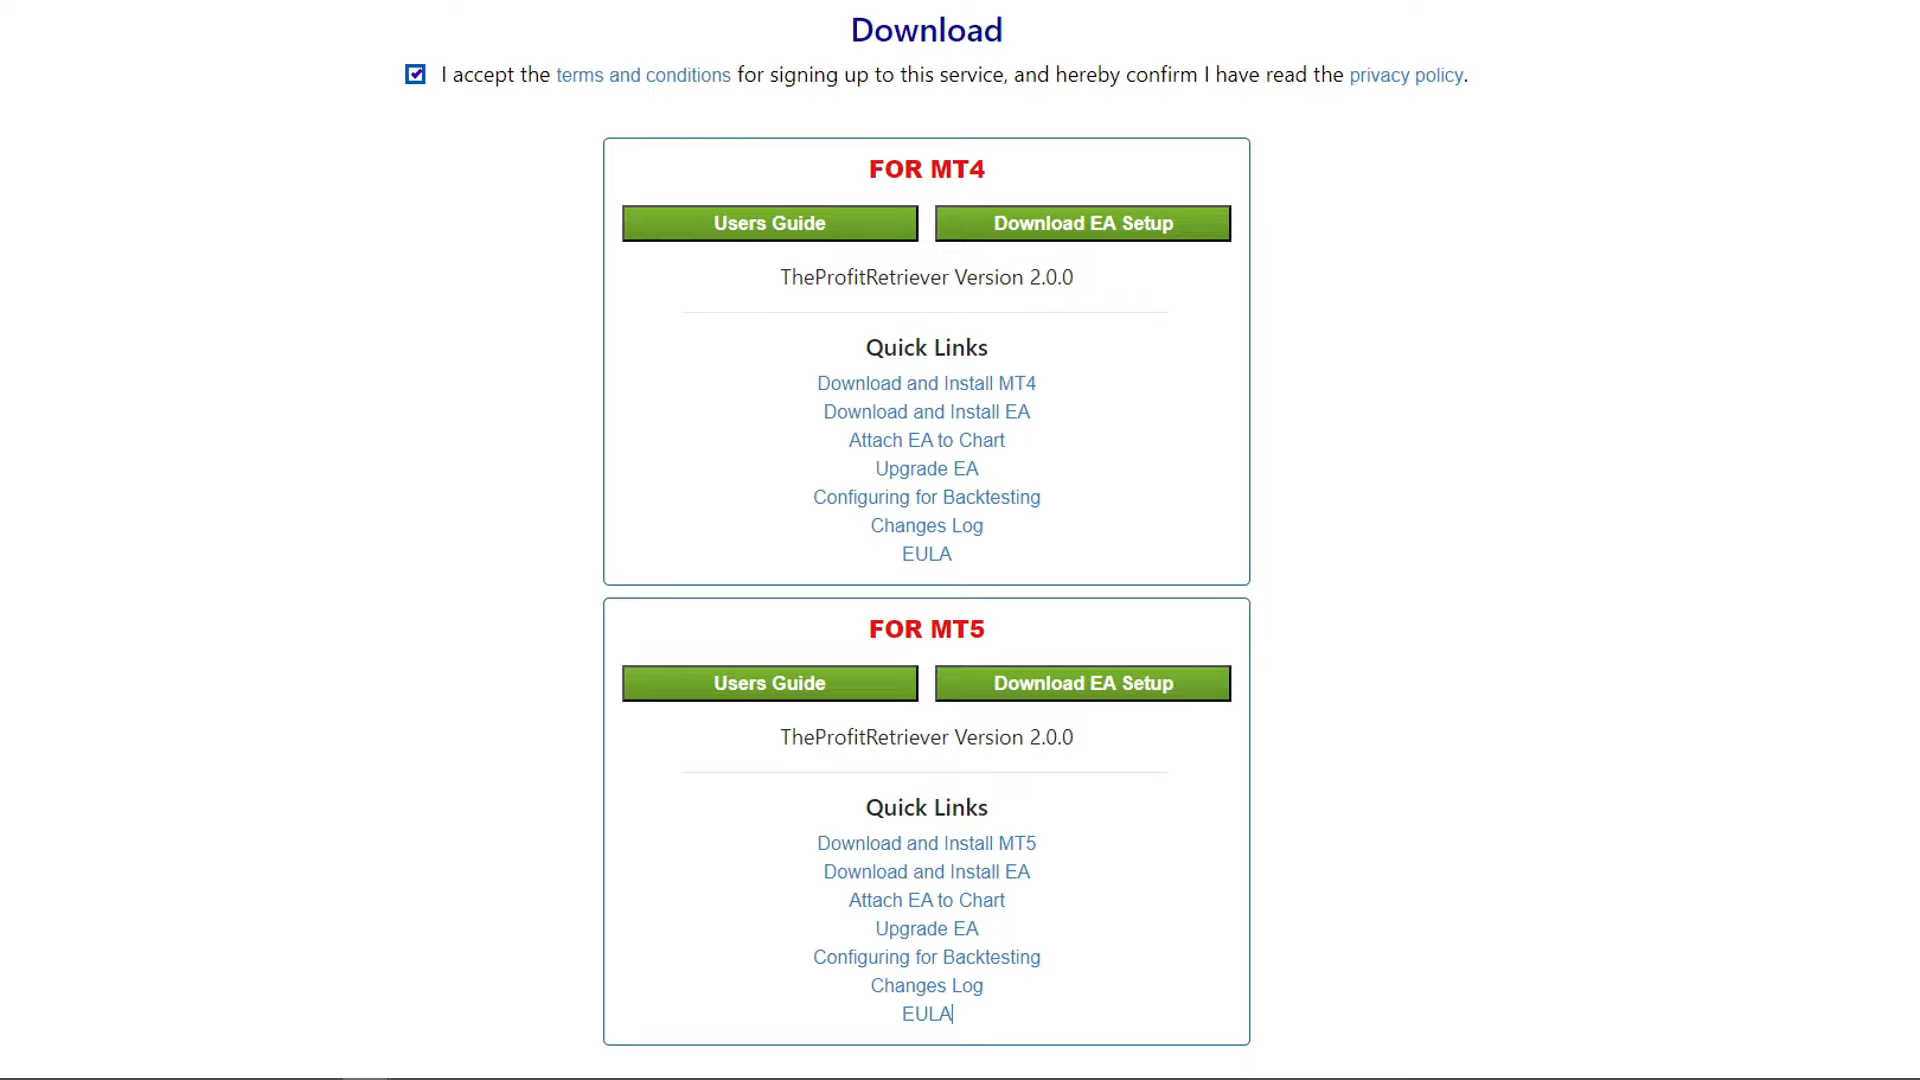 Download
I accept the terms and conditions for signing up to this service, and hereby confirm I have read the privacy policy.
FOR MT4
Users Guide
Download EA Setup
TheProfitRetriever Version 2.0.0
Quick Links
Download and Install MT4
Download and Install EA
Attach EA to Chart
Upgrade EA
Configuring for Backtesting
Changes Log
EULA
FOR MT5
Users Guide
Download EA Setup
TheProfitRetriever Version 2.0.0
Quick Links
Download and Install MT5
Download and Install EA
Attach EA to Chart
Upgrade EA
Configuring for Backtesting
Changes Log
EULA